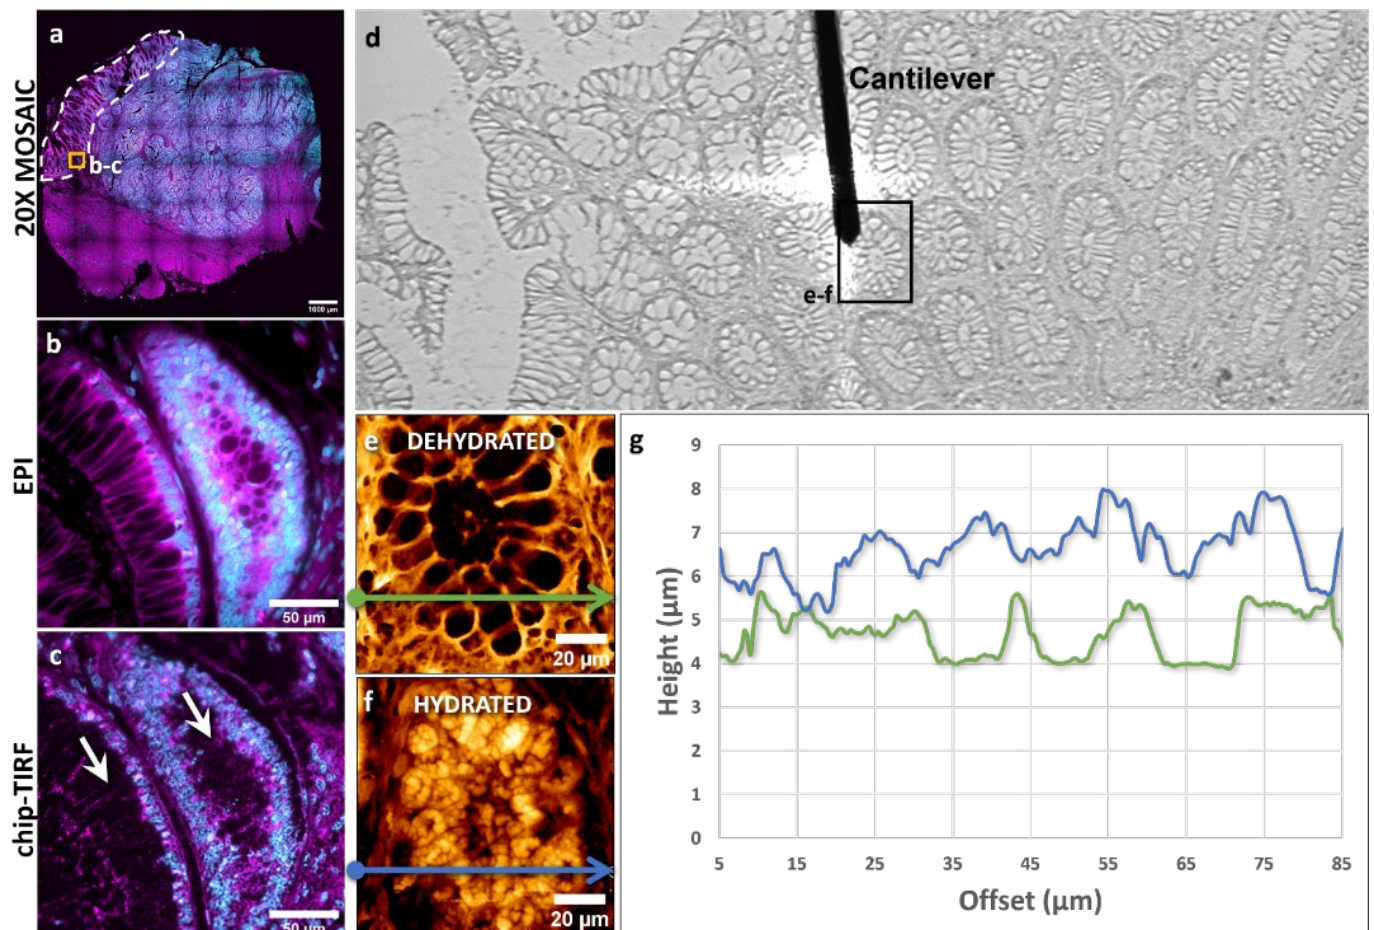 20X MOSAIC
a
b-c
1000 µm
EPI
b
50 µm
chip-TIRF
c
50 µm
d
Cantilever
e-f
e
DEHYDRATED
20 µm
f
HYDRATED
20 µm
g
Height (µm)
9
8
7
6
5
4
3
2
1
0
5 15 25 35 45 55 65 75 85
Offset (µm)